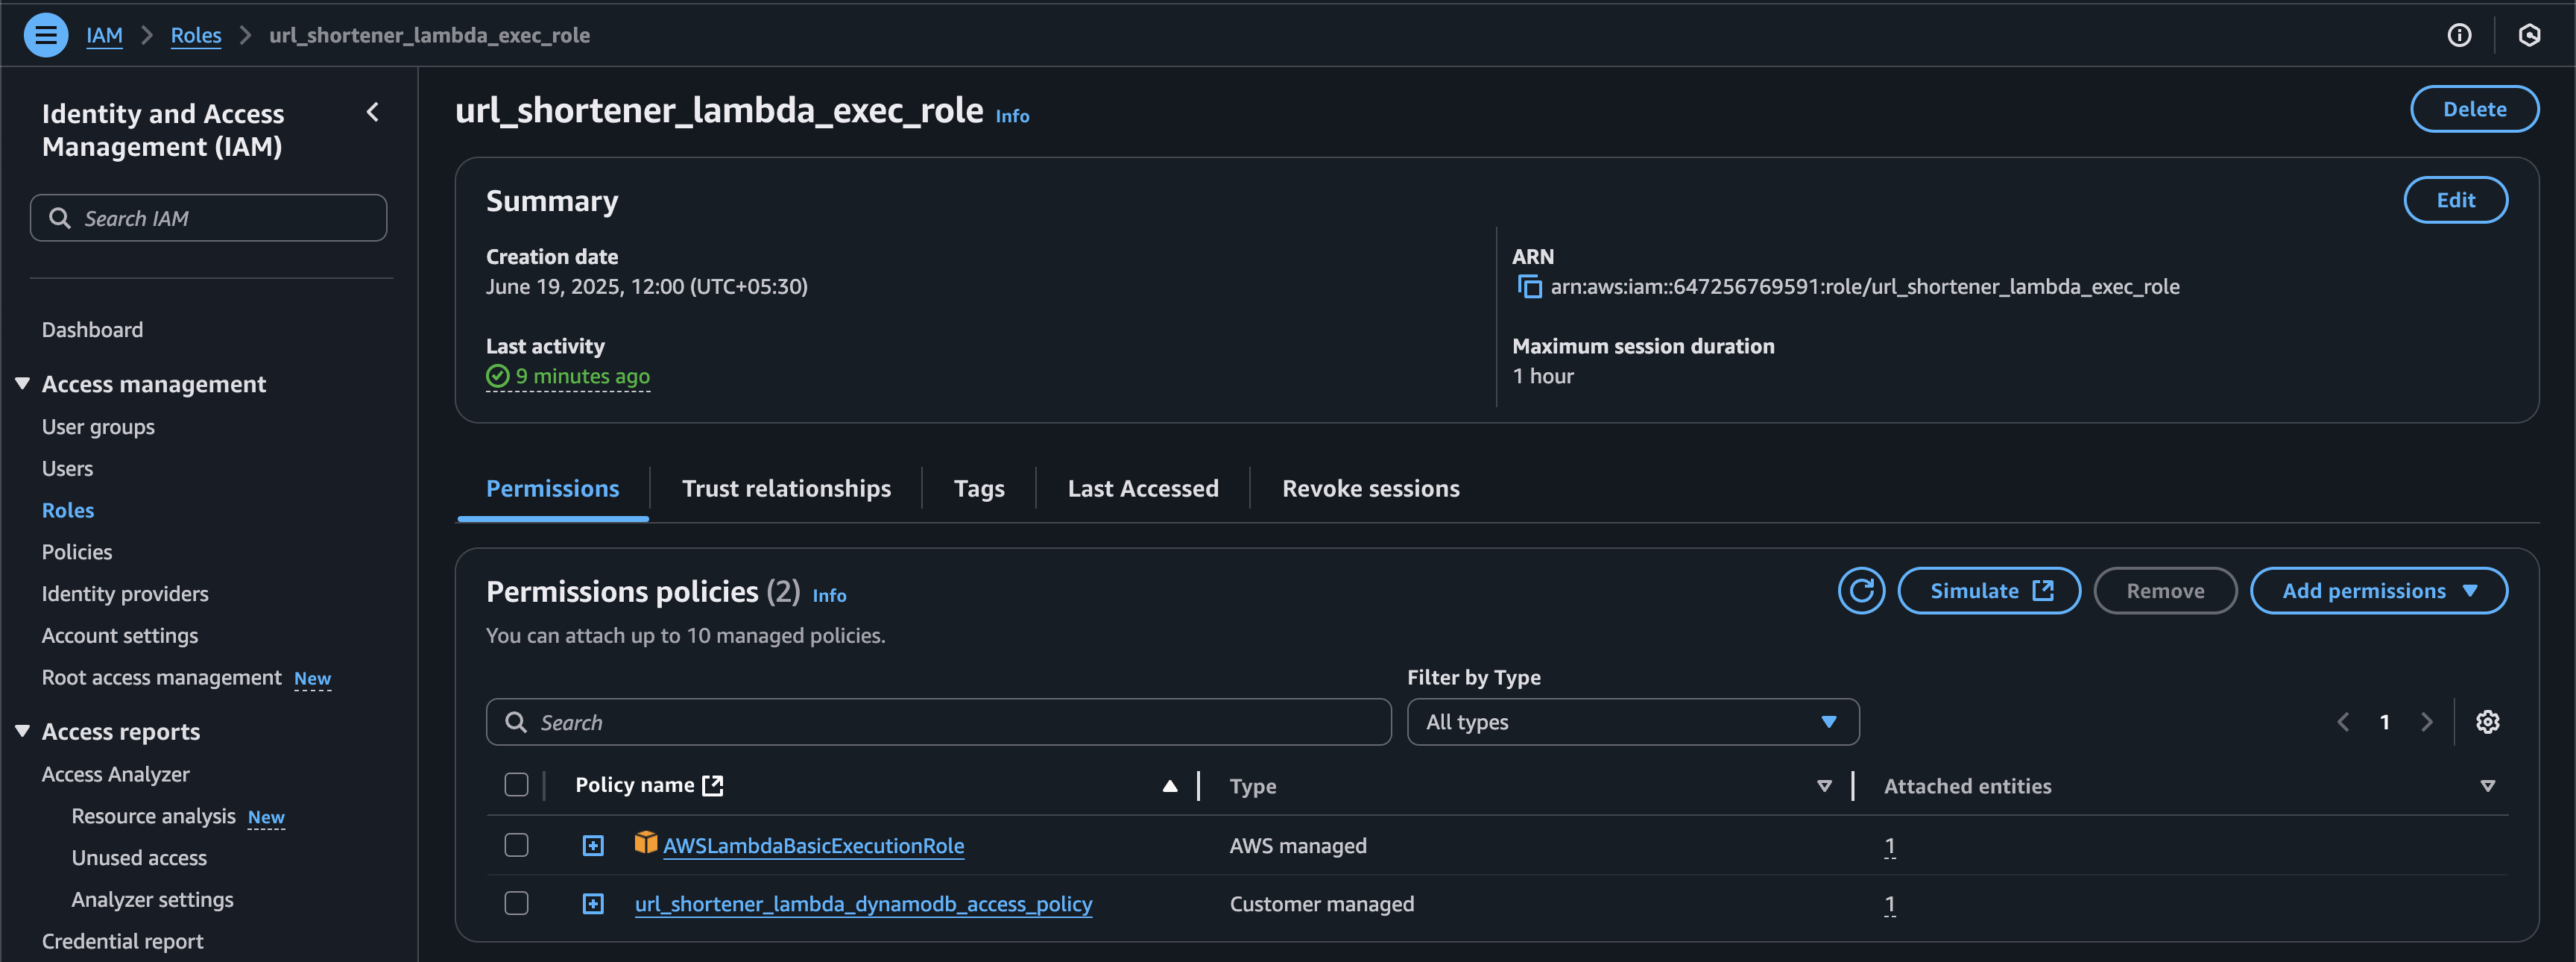 IAM > Roles > url_shortener_lambda_exec_role
Identity and Access
Management (IAM)
Search IAM
Dashboard
Access management
User groups
Users
Roles
Policies
Identity providers
Account settings
Root access management New
Access reports
Access Analyzer
Resource analysis New
Unused access
Analyzer settings
Credential report
url_shortener_lambda_exec_role Info
Delete
Summary
Edit
Creation date
June 19, 2025, 12:00 (UTC+05:30)
ARN
arn:aws:iam::647256769591:role/url_shortener_lambda_exec_role
Last activity
9 minutes ago
Maximum session duration
1 hour
Permissions
Trust relationships
Tags
Last Accessed
Revoke sessions
Permissions policies (2) Info
Simulate
Remove
Add permissions
You can attach up to 10 managed policies.
Filter by Type
Search
All types
1
Policy name
Type
Attached entities
AWSLambdaBasicExecutionRole
AWS managed
1
url_shortener_lambda_dynamodb_access_policy
Customer managed
1